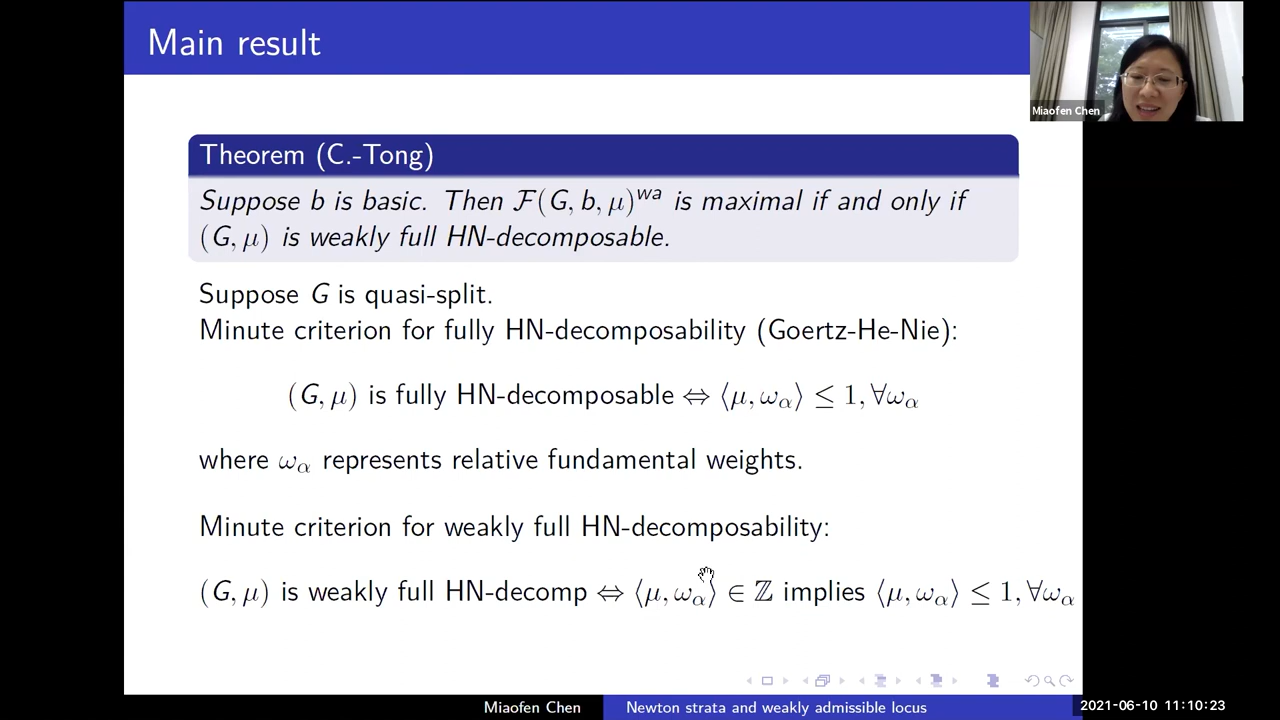 Main result
Miaofen Chen
Theorem (C.-Tong)
Suppose b is basic. Then ℱ(G, b, μ)^wa is maximal if and only if
(G, μ) is weakly full HN-decomposable.
Suppose G is quasi-split.
Minute criterion for fully HN-decomposability (Goertz-He-Nie):
(G, μ) is fully HN-decomposable ⇔ ⟨μ, ω_α⟩ ≤ 1, ∀ω_α
where ω_α represents relative fundamental weights.
Minute criterion for weakly full HN-decomposability:
(G, μ) is weakly full HN-decomp ⇔ ⟨μ, ω_α⟩ ∈ ℤ implies ⟨μ, ω_α⟩ ≤ 1, ∀ω_α
Miaofen Chen
Newton strata and weakly admissible locus
2021-06-10 11:10:23